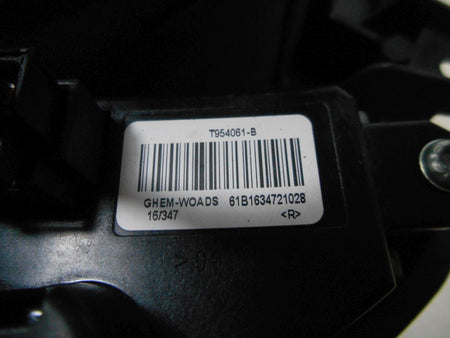 T954061-B
GHEM-WOADS 61B1634721028
16/347 <R>